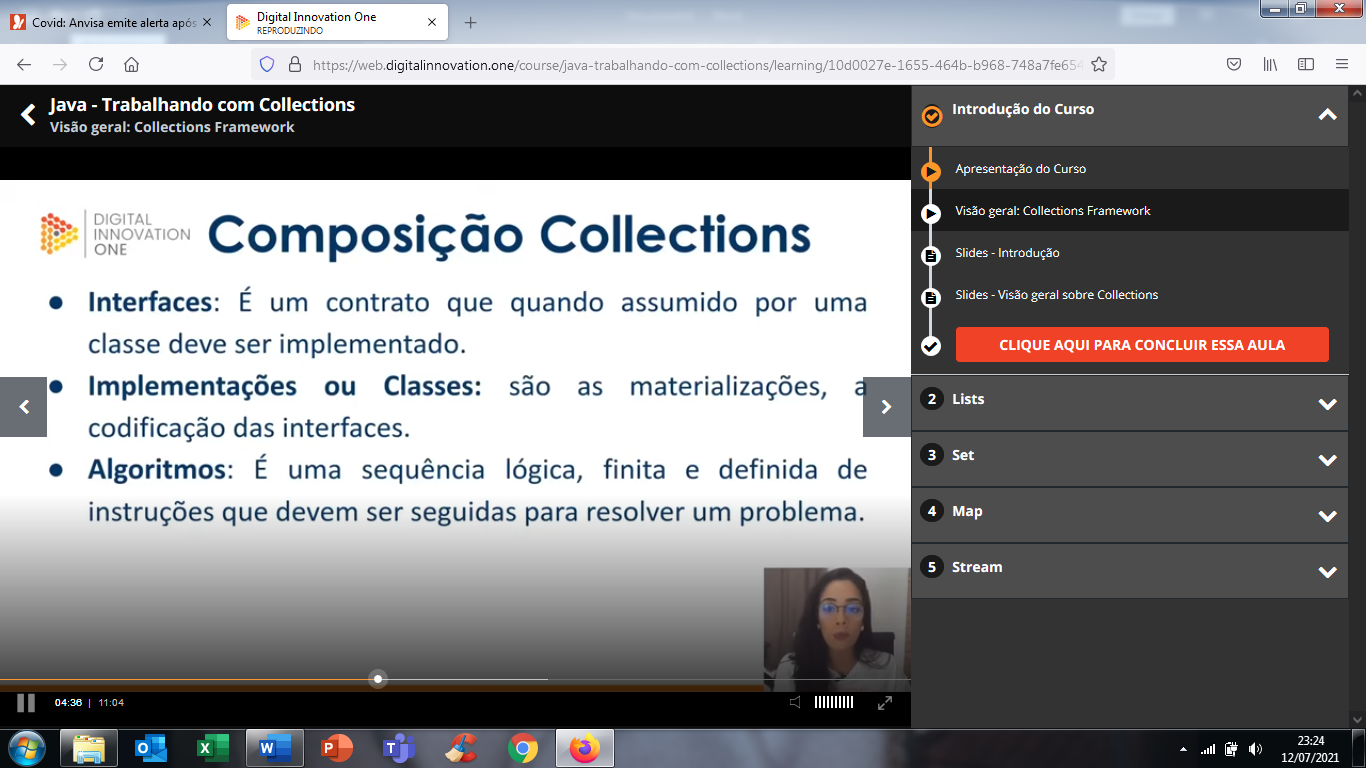 Covid: Anvisa emite alerta após
Digital Innovation One
REPRODUZINDO
https://web.digitalinnovation.one/course/java-trabalhando-com-collections/learning/10d0027e-1655-464b-b968-748a7fe654
Java - Trabalhando com Collections
Visão geral: Collections Framework
DIGITAL
INNOVATION
ONE
Composição Collections
● Interfaces: É um contrato que quando assumido por uma
classe deve ser implementado.
● Implementações ou Classes: são as materializações, a
codificação das interfaces.
● Algoritmos: É uma sequência lógica, finita e definida de
instruções que devem ser seguidas para resolver um problema.
04:36 | 11:04
Introdução do Curso
Apresentação do Curso
Visão geral: Collections Framework
Slides - Introdução
Slides - Visão geral sobre Collections
CLIQUE AQUI PARA CONCLUIR ESSA AULA
2 Lists
3 Set
4 Map
5 Stream
23:24
12/07/2021